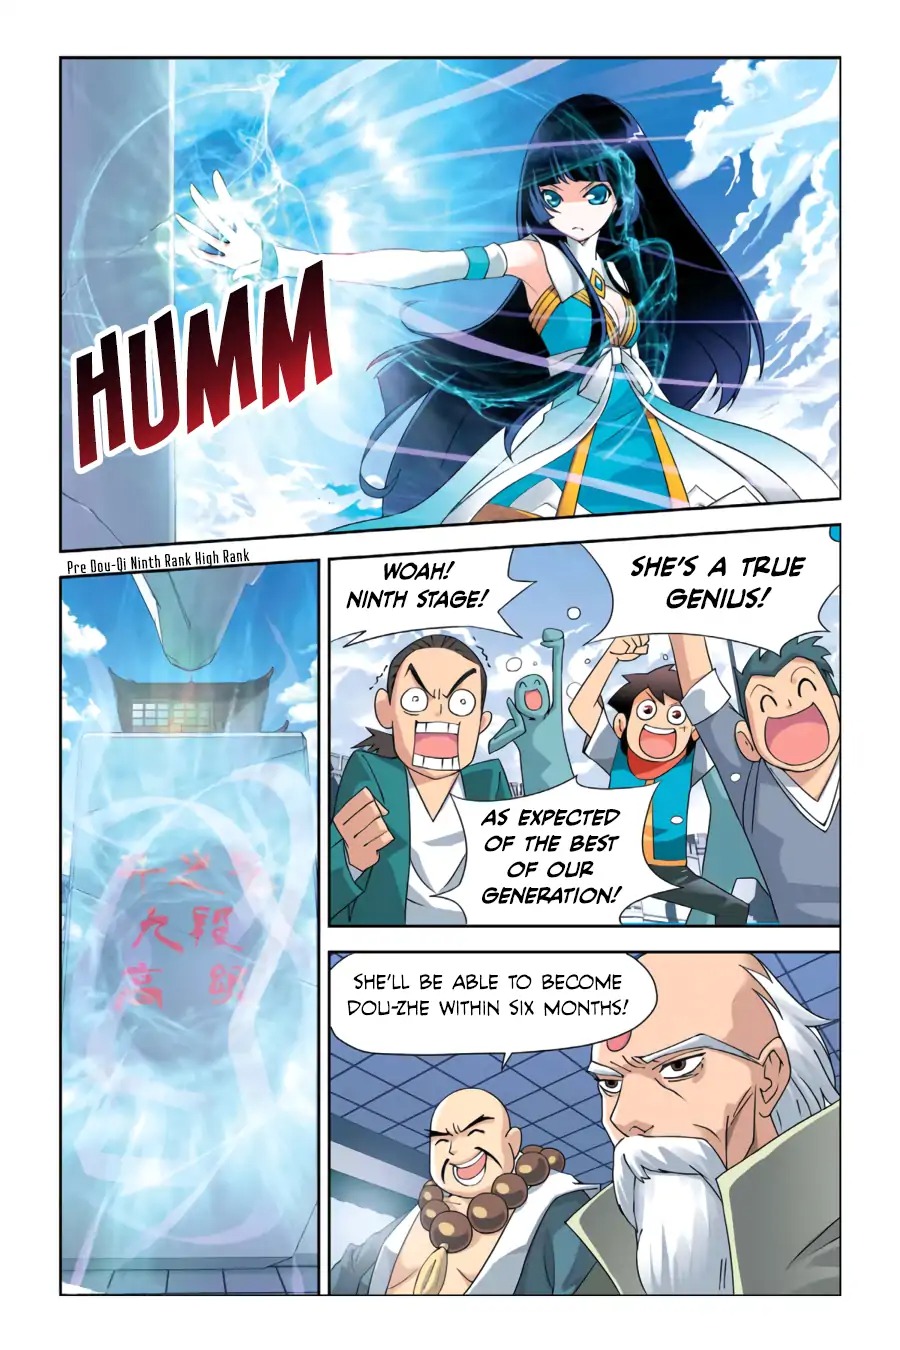 HUMM
Pre Dou-Qi Ninth Rank High Rank
之
九段
高
WOAH!
NINTH STAGE!
SHE'S A TRUE
GENIUS!
AS EXPECTED
OF THE BEST
OF OUR
GENERATION!
SHE'LL BE ABLE TO BECOME
DOU-ZHE WITHIN SIX MONTHS!